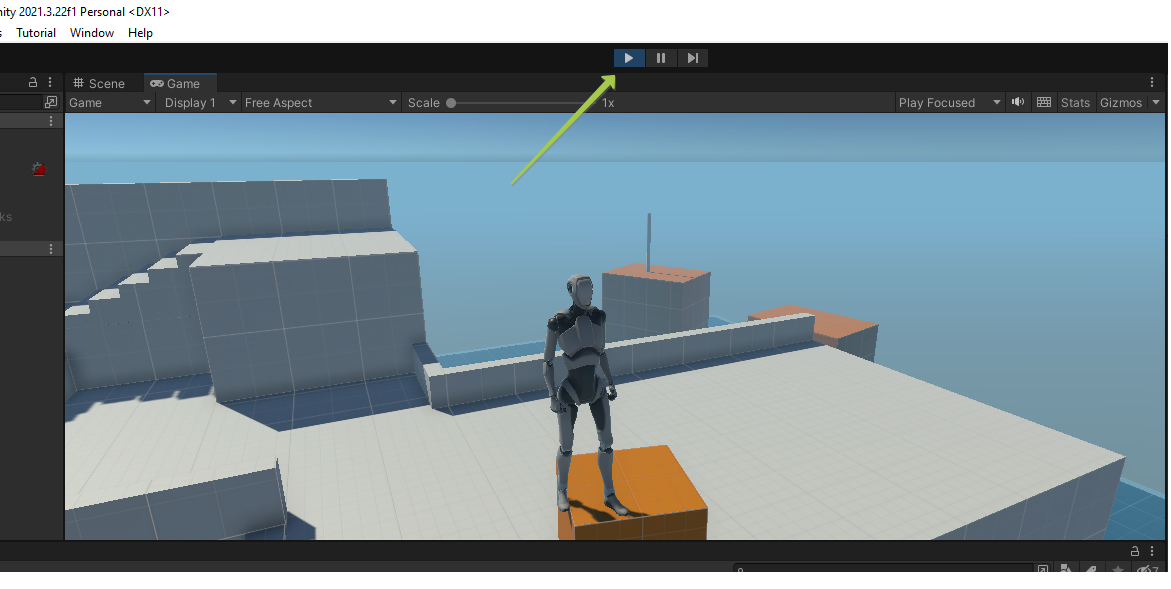 nity 2021.3.22f1 Personal <DX11>
s Tutorial Window Help
Scene Game
Game Display 1 Free Aspect Scale 1x Play Focused Stats Gizmos
ks
7